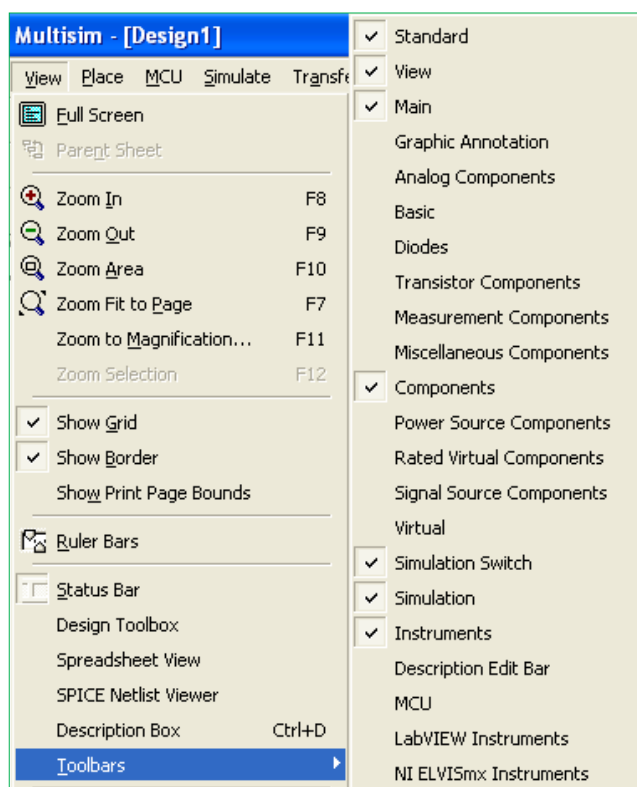 Multisim - [Design1]
View Place MCU Simulate Transfe
Full Screen
Parent Sheet
Zoom In F8
Zoom Out F9
Zoom Area F10
Zoom Fit to Page F7
Zoom to Magnification... F11
Zoom Selection F12
Show Grid
Show Border
Show Print Page Bounds
Ruler Bars
Status Bar
Design Toolbox
Spreadsheet View
SPICE Netlist Viewer
Description Box Ctrl+D
Toolbars
Standard
View
Main
Graphic Annotation
Analog Components
Basic
Diodes
Transistor Components
Measurement Components
Miscellaneous Components
Components
Power Source Components
Rated Virtual Components
Signal Source Components
Virtual
Simulation Switch
Simulation
Instruments
Description Edit Bar
MCU
LabVIEW Instruments
NI ELVISmx Instruments